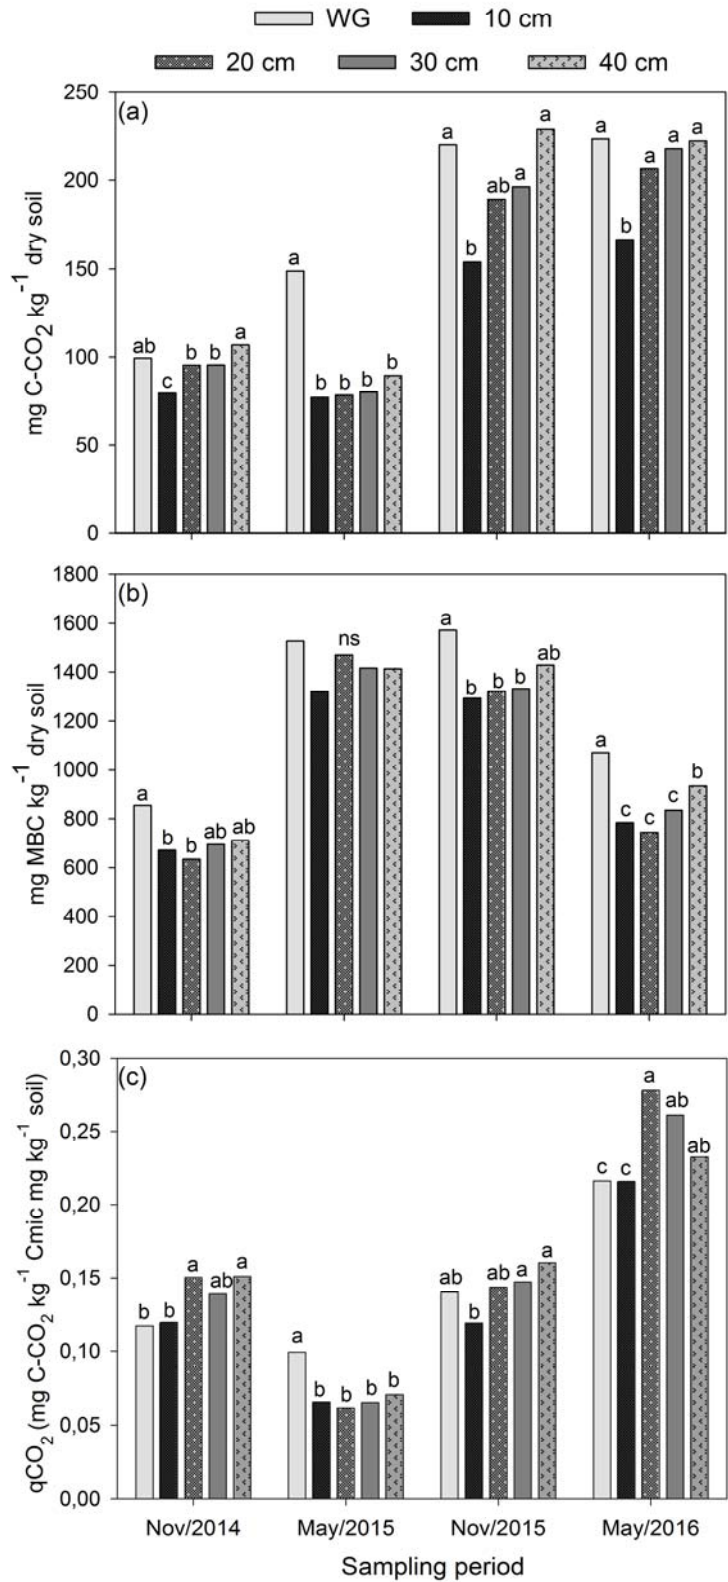 WG 10 cm
20 cm 30 cm 40 cm
(a)
mg C-CO₂ kg⁻¹ dry soil
250
200
150
100
50
0
ab c b b a
a b b b b
a b ab a a
a b a a a
(b)
mg MBC kg⁻¹ dry soil
1800
1600
1400
1200
1000
800
600
400
200
0
a b b ab ab
ns
a b b b ab
a c c c b
(c)
qCO₂ (mg C-CO₂ kg⁻¹ Cmic mg kg⁻¹ soil)
0,30
0,25
0,20
0,15
0,10
0,05
0,00
b b a ab a
a b b b b
ab b ab a a
c c a ab ab
Nov/2014 May/2015 Nov/2015 May/2016
Sampling period